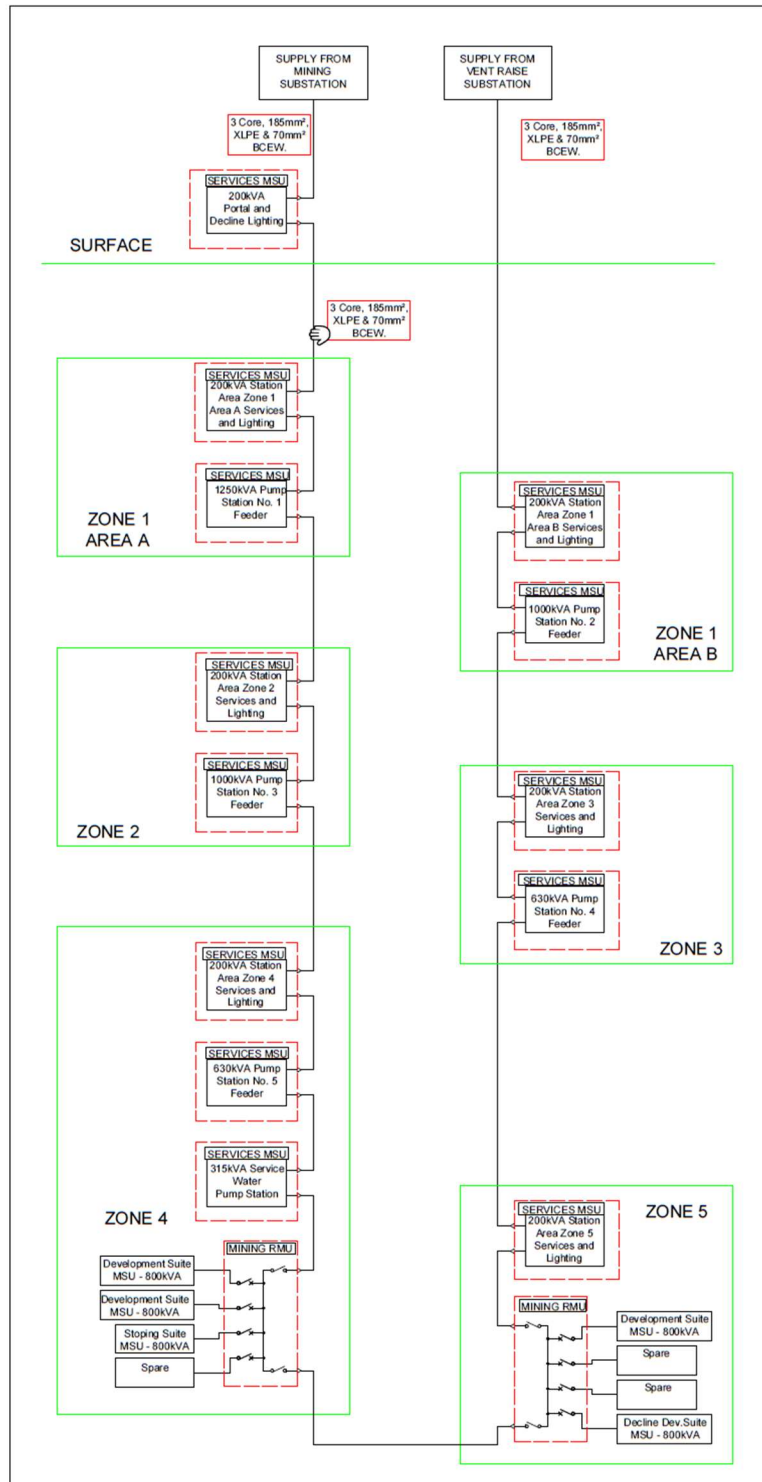 SUPPLY FROM
MINING
SUBSTATION
SUPPLY FROM
VENT RAISE
SUBSTATION
3 Core, 185mm²,
XLPE & 70mm²
BCEW.
3 Core, 185mm²,
XLPE & 70mm²
BCEW.
SERVICES MSU
200kVA
Portal and
Decline Lighting
SURFACE
3 Core, 185mm²,
XLPE & 70mm²
BCEW.
SERVICES MSU
200kVA Station
Area Zone 1
Area A Services
and Lighting
SERVICES MSU
1250kVA Pump
Station No. 1
Feeder
ZONE 1
AREA A
SERVICES MSU
200kVA Station
Area Zone 1
Area B Services
and Lighting
SERVICES MSU
1000kVA Pump
Station No. 2
Feeder
ZONE 1
AREA B
SERVICES MSU
200kVA Station
Area Zone 2
Services and
Lighting
SERVICES MSU
1000kVA Pump
Station No. 3
Feeder
ZONE 2
SERVICES MSU
200kVA Station
Area Zone 3
Services and
Lighting
SERVICES MSU
630kVA Pump
Station No. 4
Feeder
ZONE 3
SERVICES MSU
200kVA Station
Area Zone 4
Services and
Lighting
SERVICES MSU
630kVA Pump
Station No. 5
Feeder
SERVICES MSU
315kVA Service
Water
Pump Station
ZONE 4
MINING RMU
Development Suite
MSU - 800kVA
Development Suite
MSU - 800kVA
Stoping Suite
MSU - 800kVA
Spare
SERVICES MSU
200kVA Station
Area Zone 5
Services and
Lighting
ZONE 5
MINING RMU
Development Suite
MSU - 800kVA
Spare
Spare
Decline Dev.Suite
MSU - 800kVA